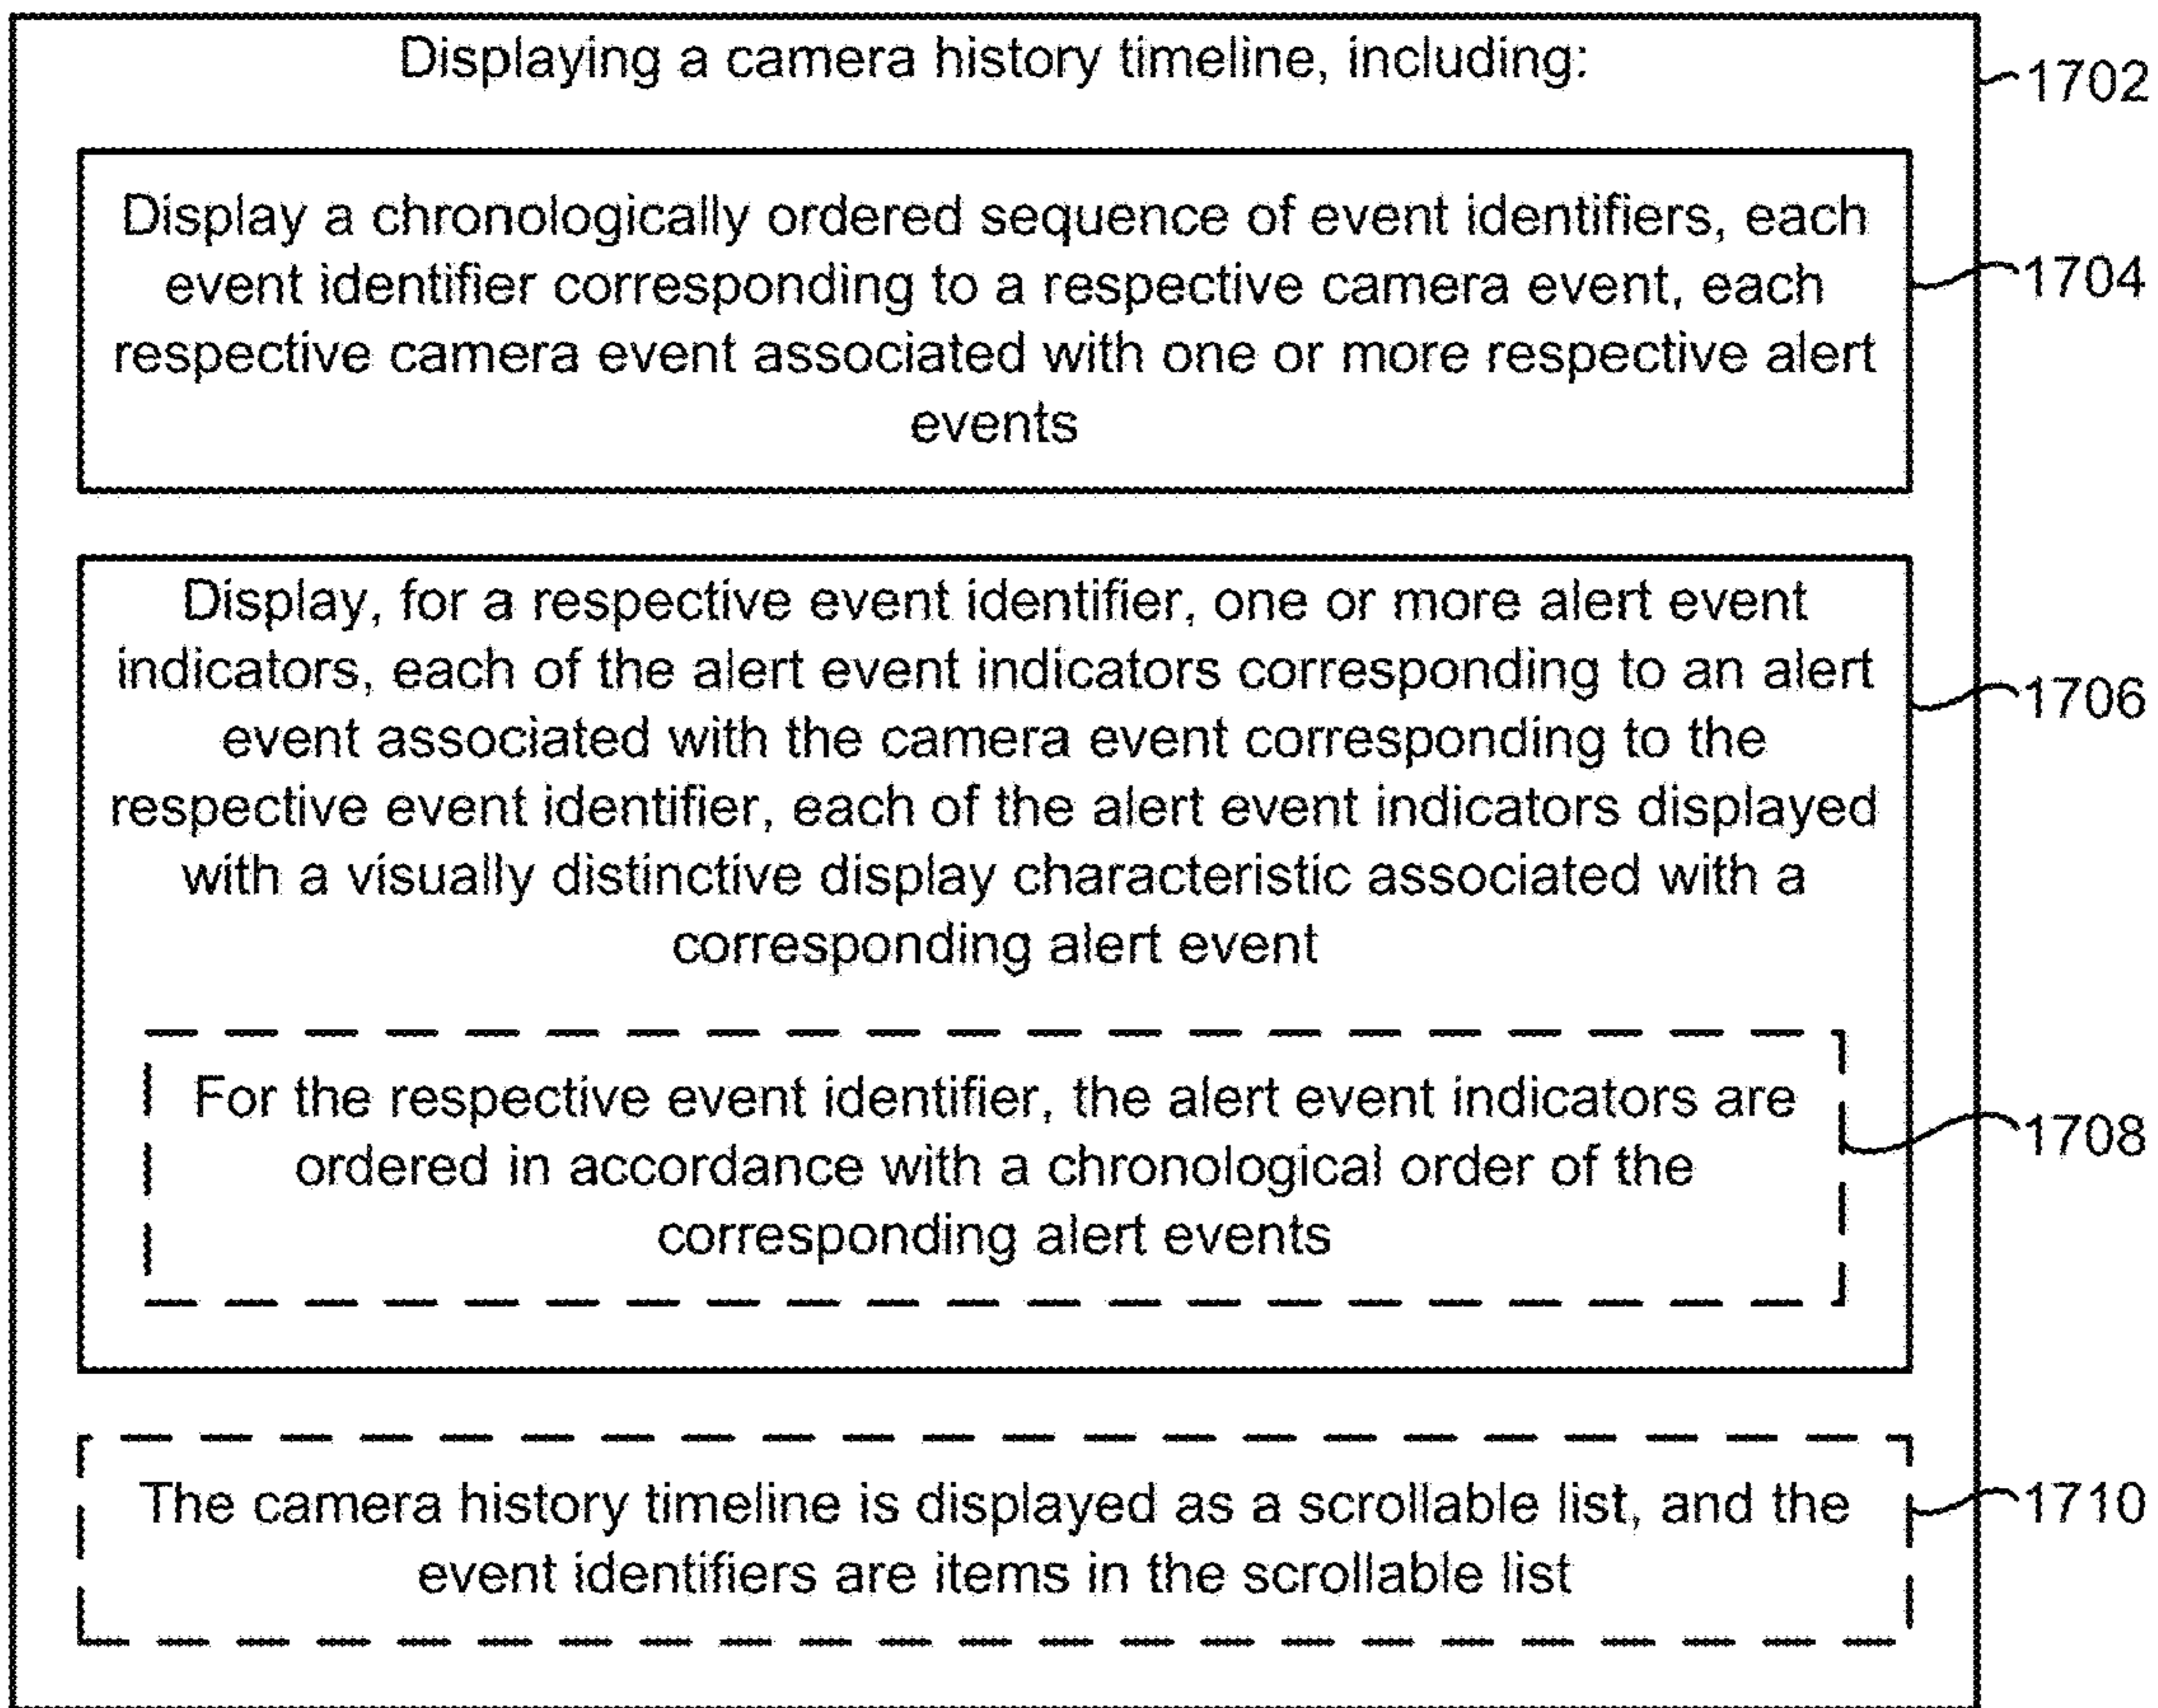 Displaying a camera history timeline, including:
1702
Display a chronologically ordered sequence of event identifiers, each
event identifier corresponding to a respective camera event, each
respective camera event associated with one or more respective alert
events
1704
Display, for a respective event identifier, one or more alert event
indicators, each of the alert event indicators corresponding to an alert
event associated with the camera event corresponding to the
respective event identifier, each of the alert event indicators displayed
with a visually distinctive display characteristic associated with a
corresponding alert event
1706
For the respective event identifier, the alert event indicators are
ordered in accordance with a chronological order of the
corresponding alert events
1708
The camera history timeline is displayed as a scrollable list, and the
event identifiers are items in the scrollable list
1710